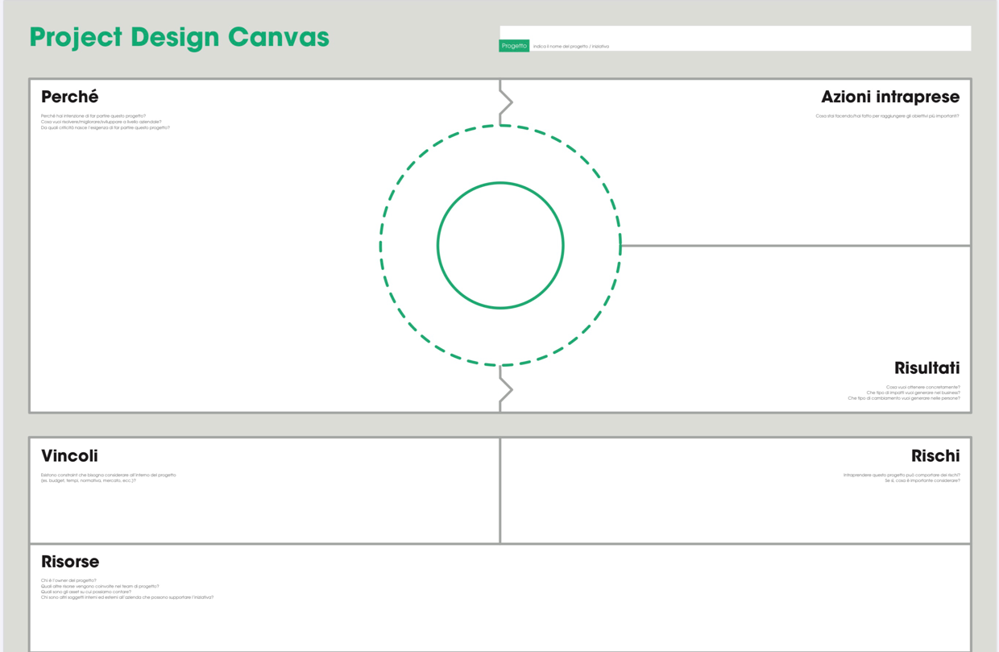 Project Design Canvas
Progetto
indica il nome del progetto / iniziativa
Perché
Perché hai intenzione di far partire questo progetto?
Cosa vuoi risolvere/migliorare/sviluppare a livello aziendale?
Da quali criticità nasce l'esigenza di far partire questo progetto?
Azioni intraprese
Cosa stai facendo/hai fatto per raggiungere gli obiettivi più importanti?
Risultati
Cosa vuoi ottenere concretamente?
Che tipo di impatti vuoi generare nel business?
Che tipo di cambiamento vuoi generare nelle persone?
Vincoli
Esistono constraint che bisogna considerare all'interno del progetto
(es. budget, tempi, normativa, mercato, ecc.)?
Rischi
Intraprendere questo progetto può comportare dei rischi?
Se sì, cosa è importante considerare?
Risorse
Chi è l'owner del progetto?
Quali altre risorse vengono coinvolte nel team di progetto?
Quali sono gli asset su cui possiamo contare?
Chi sono altri soggetti interni ed esterni all'azienda che possono supportare l'iniziativa?